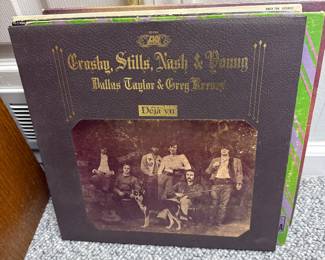 Crosby, Stills, Nash & Young
Dallas Taylor & Greg Reeves
Déjà vu